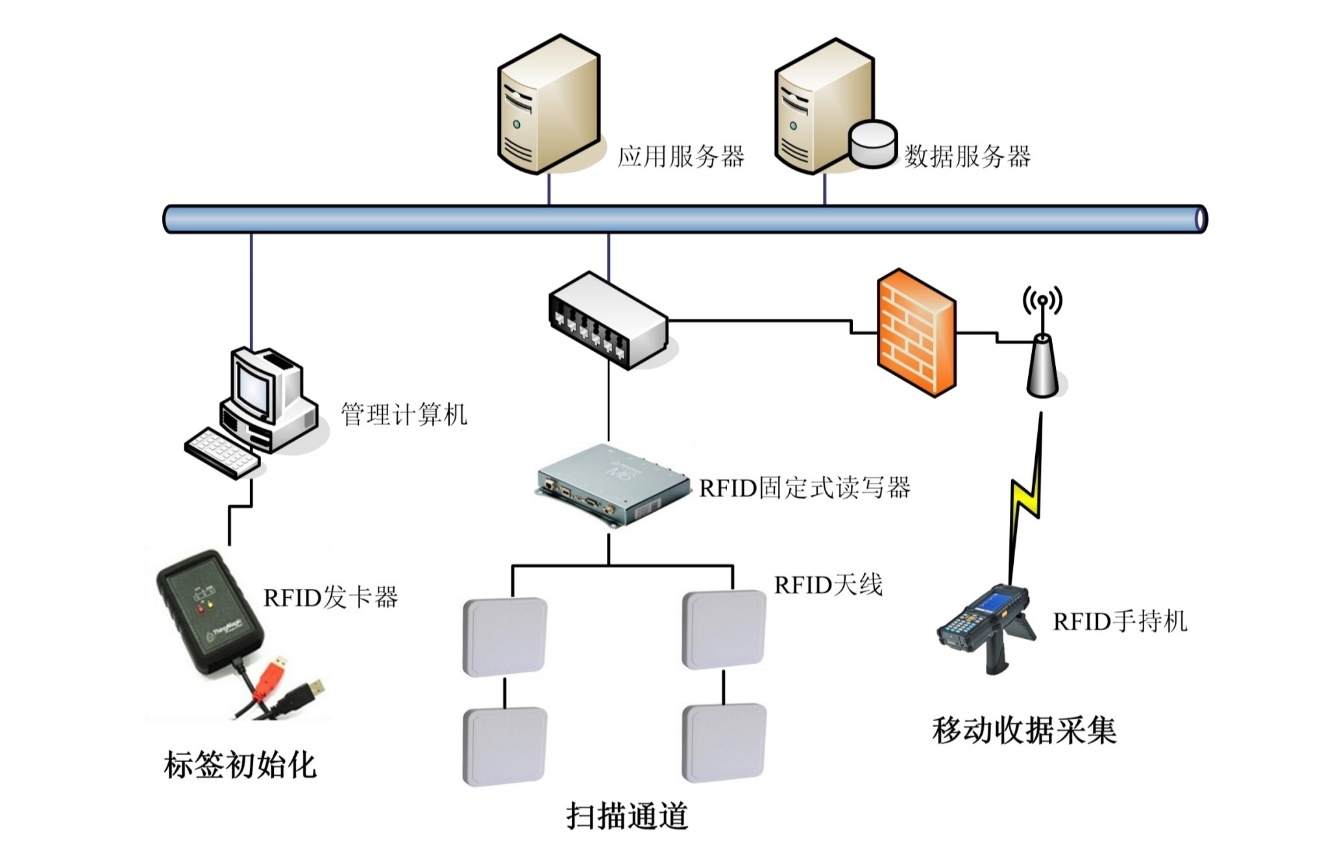 应用服务器
数据服务器
管理计算机
RFID固定式读写器
RFID发卡器
RFID天线
RFID手持机
ThingMagic
标签初始化
移动收据采集
扫描通道